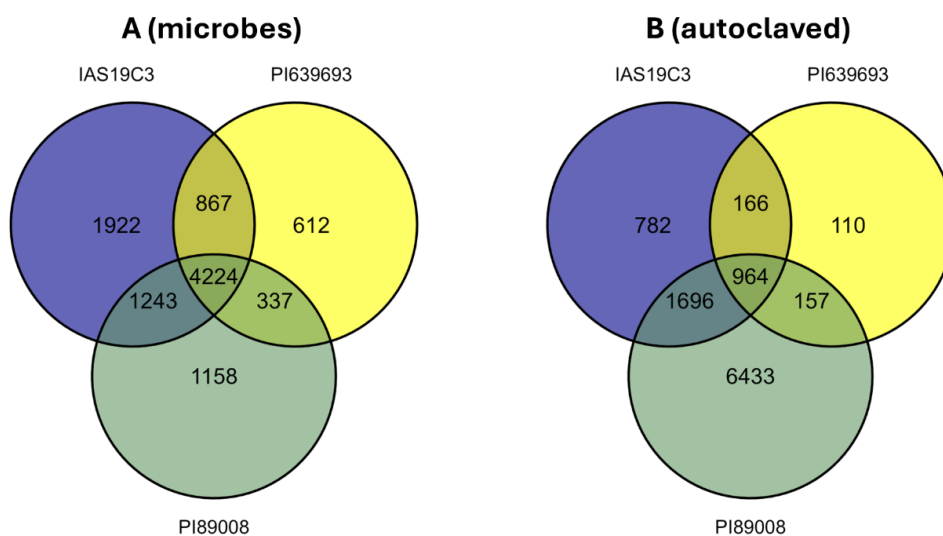 A (microbes)
IAS19C3 PI639693
867
1922 612
4224
1243 337
1158
PI89008
B (autoclaved)
IAS19C3 PI639693
166
782 110
964
1696 157
6433
PI89008